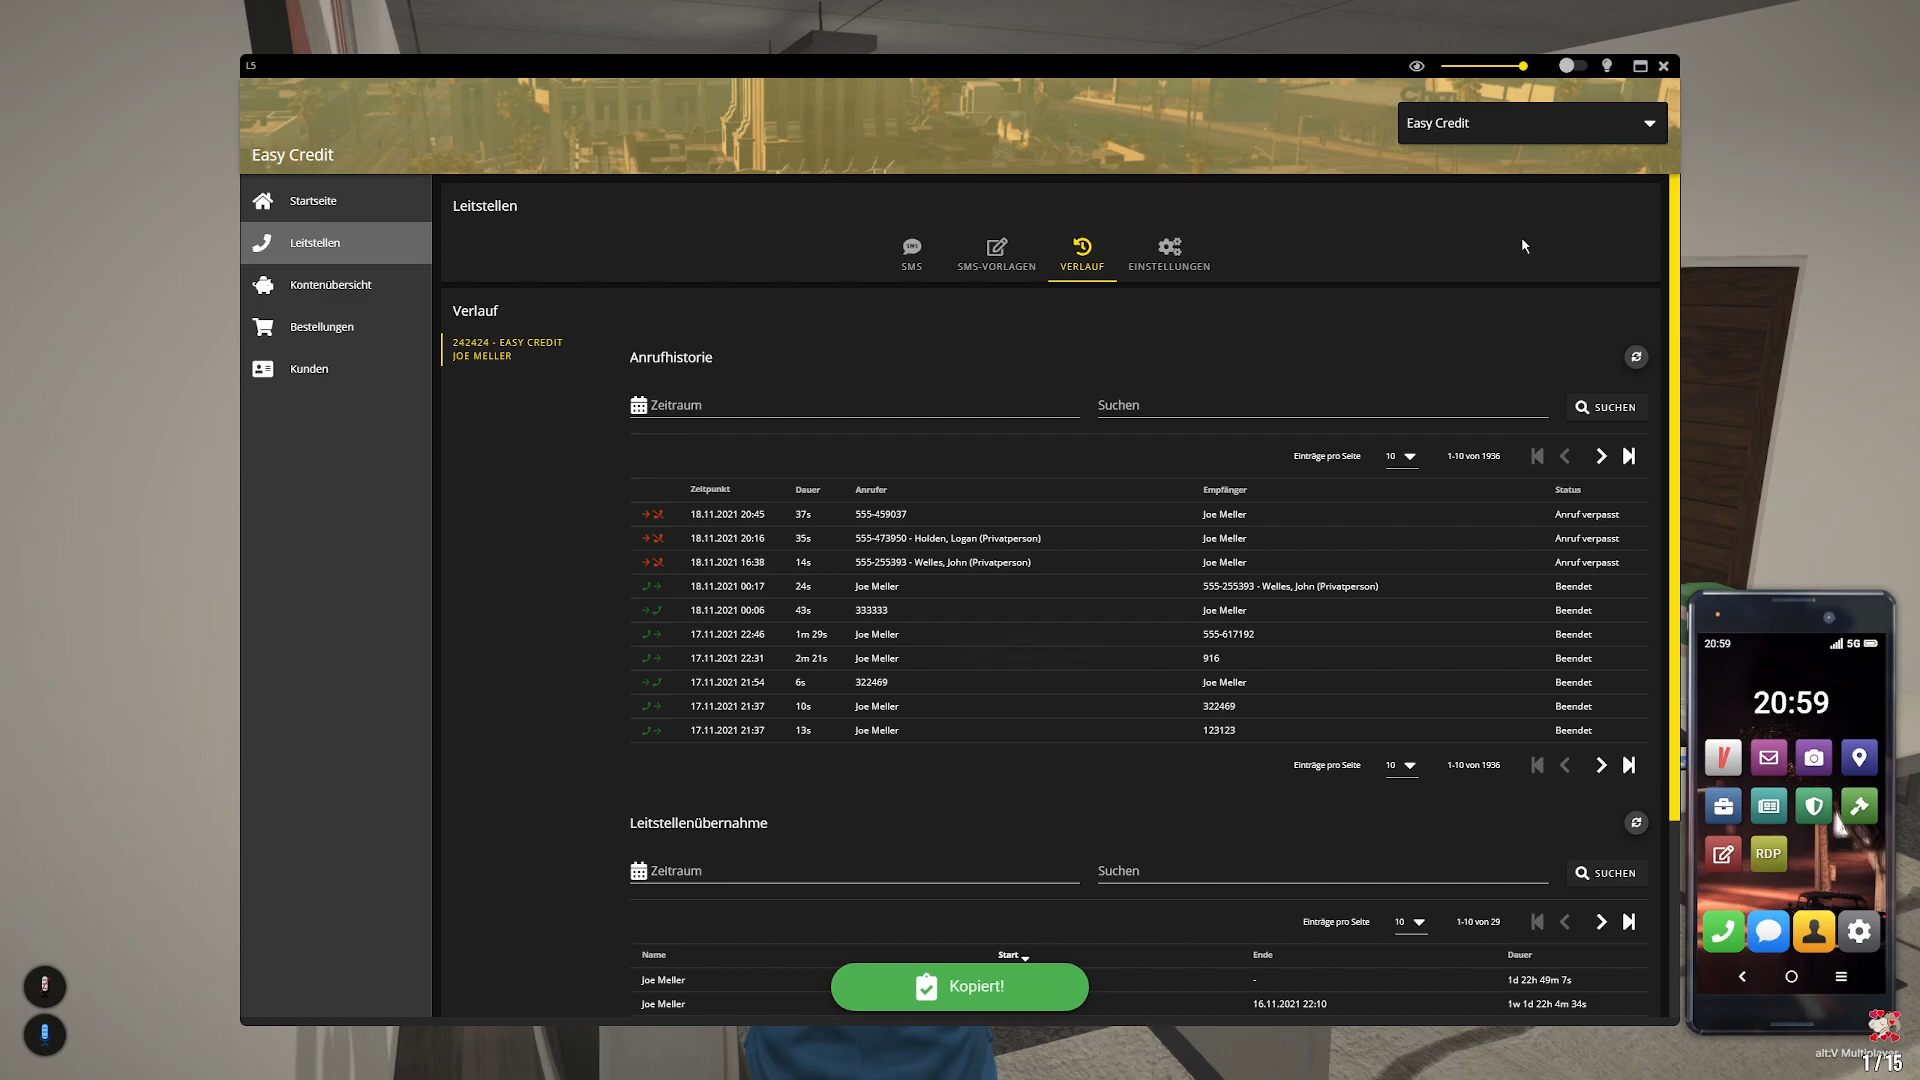 L5
Easy Credit
Easy Credit
Startseite
Leitstellen
Kontenübersicht
Bestellungen
Kunden
Leitstellen
SMS
SMS-VORLAGEN
VERLAUF
EINSTELLUNGEN
Verlauf
242424 - EASY CREDIT
JOE MELLER
Anrufhistorie
Zeitraum
Suchen
SUCHEN
Einträge pro Seite 10 1-10 von 1936
Zeitpunkt Dauer Anrufer Empfänger Status
18.11.2021 20:45 37s 555-459037 Joe Meller Anruf verpasst
18.11.2021 20:16 35s 555-473950 - Holden, Logan (Privatperson) Joe Meller Anruf verpasst
18.11.2021 16:38 14s 555-255393 - Welles, John (Privatperson) Joe Meller Anruf verpasst
18.11.2021 00:17 24s Joe Meller 555-255393 - Welles, John (Privatperson) Beendet
18.11.2021 00:06 43s 333333 Joe Meller Beendet
17.11.2021 22:46 1m 29s Joe Meller 555-617192 Beendet
17.11.2021 22:31 2m 21s Joe Meller 916 Beendet
17.11.2021 21:54 6s 322469 Joe Meller Beendet
17.11.2021 21:37 10s Joe Meller 322469 Beendet
17.11.2021 21:37 13s Joe Meller 123123 Beendet
Einträge pro Seite 10 1-10 von 1936
Leitstellenübernahme
Zeitraum
Suchen
SUCHEN
Einträge pro Seite 10 1-10 von 29
Name Start Ende Dauer
Joe Meller - 1d 22h 49m 7s
Joe Meller 16.11.2021 22:10 1w 1d 22h 4m 34s
Kopiert!
20:59 5G
20:59
RDP
alt:V Multiplayer
1 / 15